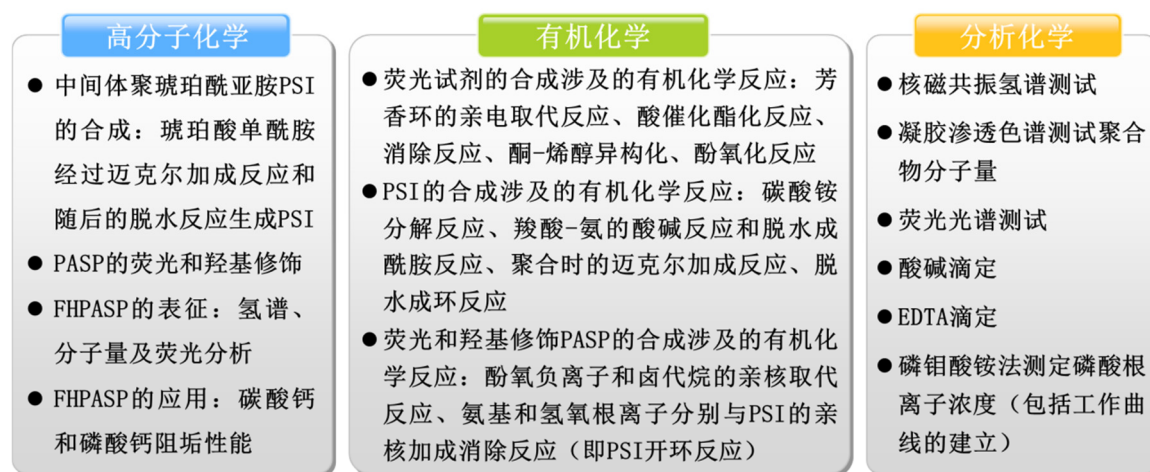 高分子化学
● 中间体聚琥珀酰亚胺PSI
的合成：琥珀酸单酰胺
经过迈克尔加成反应和
随后的脱水反应生成PSI
● PASP的荧光和羟基修饰
● FHPASP的表征：氢谱、
分子量及荧光分析
● FHPASP的应用：碳酸钙
和磷酸钙阻垢性能
有机化学
● 荧光试剂的合成涉及的有机化学反应：芳
香环的亲电取代反应、酸催化酯化反应、
消除反应、酮-烯醇异构化、酚氧化反应
● PSI的合成涉及的有机化学反应：碳酸铵
分解反应、羧酸-氨的酸碱反应和脱水成
酰胺反应、聚合时的迈克尔加成反应、脱
水成环反应
● 荧光和羟基修饰PASP的合成涉及的有机化
学反应：酚氧负离子和卤代烷的亲核取代
反应、氨基和氢氧根离子分别与PSI的亲
核加成消除反应（即PSI开环反应）
分析化学
● 核磁共振氢谱测试
● 凝胶渗透色谱测试聚合
物分子量
● 荧光光谱测试
● 酸碱滴定
● EDTA滴定
● 磷钼酸铵法测定磷酸根
离子浓度（包括工作曲
线的建立）